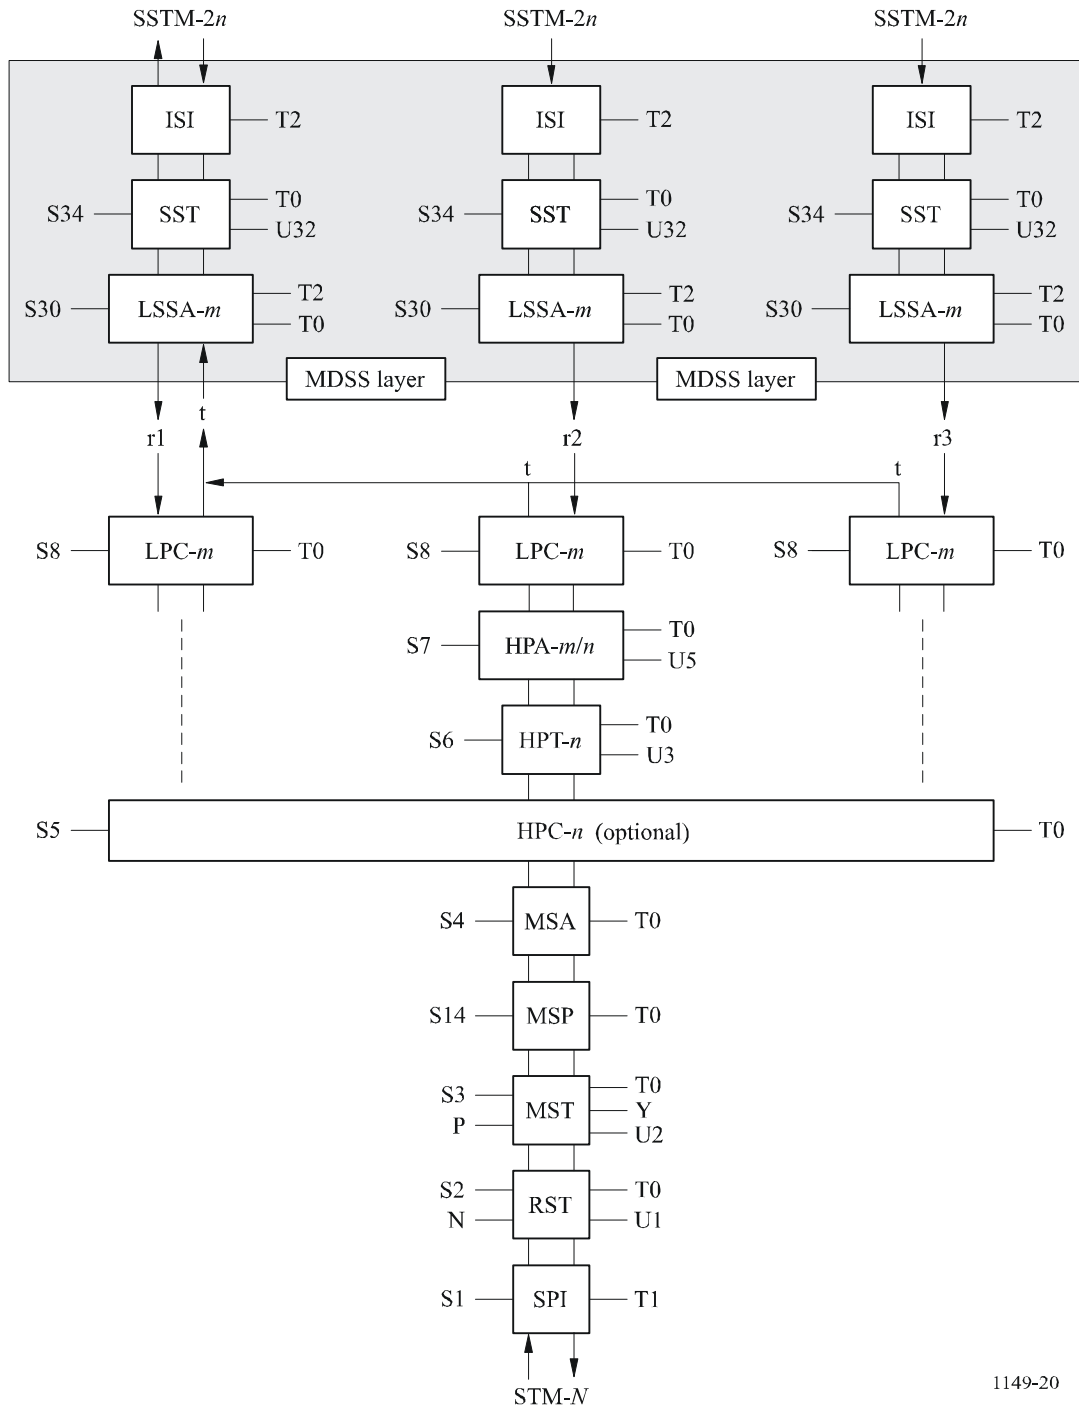 SSTM-2n SSTM-2n SSTM-2n
ISI T2 ISI T2 ISI T2
S34 SST T0 U32 S34 SST T0 U32 S34 SST T0 U32
S30 LSSA-m T2 T0 S30 LSSA-m T2 T0 S30 LSSA-m T2 T0
MDSS layer MDSS layer
r1 t r2 r3
t t
S8 LPC-m T0 S8 LPC-m T0 S8 LPC-m T0
S7 HPA-m/n T0 U5
S6 HPT-n T0 U3
S5 HPC-n (optional) T0
S4 MSA T0
S14 MSP T0
S3 P MST T0 Y U2
S2 N RST T0 U1
S1 SPI T1
STM-N
1149-20